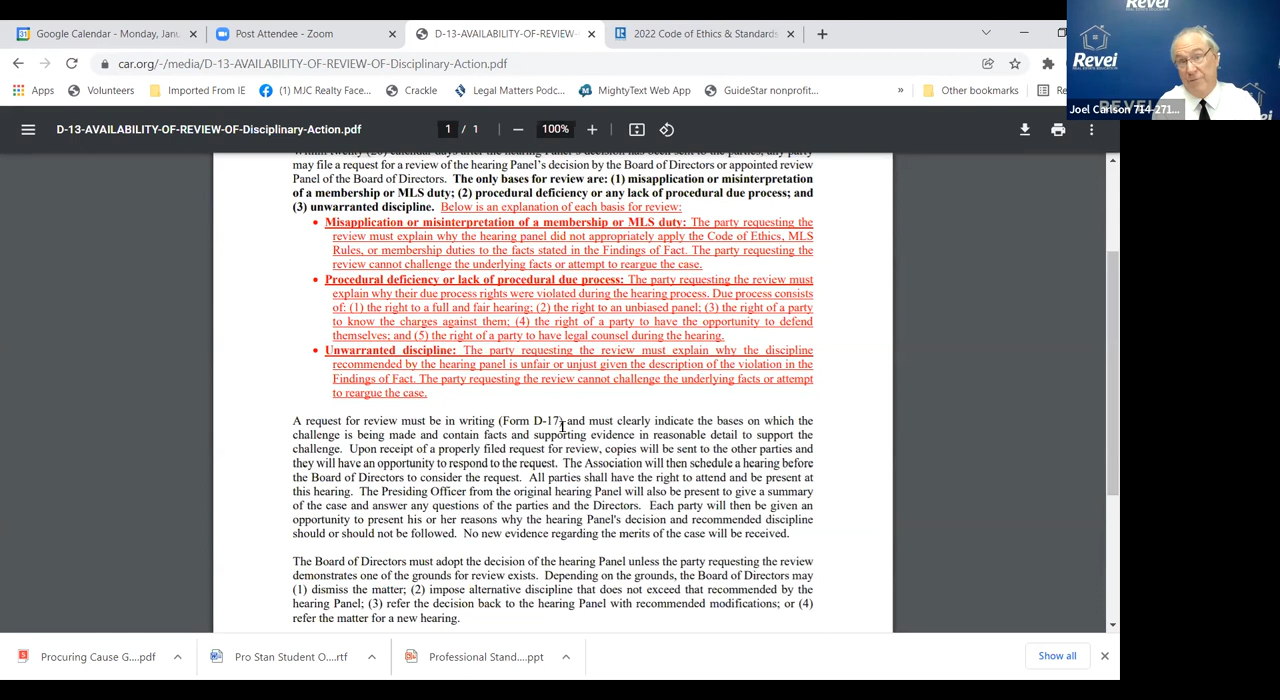 Google Calendar - Monday, Janu
Post Attendee - Zoom
D-13-AVAILABILITY-OF-REVIEW-
2022 Code of Ethics & Standards
Revei
car.org/-/media/D-13-AVAILABILITY-OF-REVIEW-OF-Disciplinary-Action.pdf
Revei
REAL ESTATE EDUCATION
Apps
Volunteers
Imported From IE
(1) MJC Realty Face...
Crackle
Legal Matters Podc...
MightyText Web App
GuideStar nonprofit...
»
Other bookmarks
Joel Carlson 714-271...
D-13-AVAILABILITY-OF-REVIEW-OF-Disciplinary-Action.pdf
1 / 1
100%
may file a request for a review of the hearing Panel's decision by the Board of Directors or appointed review
Panel of the Board of Directors. The only bases for review are: (1) misapplication or misinterpretation
of a membership or MLS duty; (2) procedural deficiency or any lack of procedural due process; and
(3) unwarranted discipline. Below is an explanation of each basis for review:
• Misapplication or misinterpretation of a membership or MLS duty: The party requesting the
review must explain why the hearing panel did not appropriately apply the Code of Ethics, MLS
Rules, or membership duties to the facts stated in the Findings of Fact. The party requesting the
review cannot challenge the underlying facts or attempt to reargue the case.
• Procedural deficiency or lack of procedural due process: The party requesting the review must
explain why their due process rights were violated during the hearing process. Due process consists
of: (1) the right to a full and fair hearing; (2) the right to an unbiased panel; (3) the right of a party
to know the charges against them; (4) the right of a party to have the opportunity to defend
themselves; and (5) the right of a party to have legal counsel during the hearing.
• Unwarranted discipline: The party requesting the review must explain why the discipline
recommended by the hearing panel is unfair or unjust given the description of the violation in the
Findings of Fact. The party requesting the review cannot challenge the underlying facts or attempt
to reargue the case.
A request for review must be in writing (Form D-17) and must clearly indicate the bases on which the
challenge is being made and contain facts and supporting evidence in reasonable detail to support the
challenge. Upon receipt of a properly filed request for review, copies will be sent to the other parties and
they will have an opportunity to respond to the request. The Association will then schedule a hearing before
the Board of Directors to consider the request. All parties shall have the right to attend and be present at
this hearing. The Presiding Officer from the original hearing Panel will also be present to give a summary
of the case and answer any questions of the parties and the Directors. Each party will then be given an
opportunity to present his or her reasons why the hearing Panel's decision and recommended discipline
should or should not be followed. No new evidence regarding the merits of the case will be received.
The Board of Directors must adopt the decision of the hearing Panel unless the party requesting the review
demonstrates one of the grounds for review exists. Depending on the grounds, the Board of Directors may
(1) dismiss the matter; (2) impose alternative discipline that does not exceed that recommended by the
hearing Panel; (3) refer the decision back to the hearing Panel with recommended modifications; or (4)
refer the matter for a new hearing.
Procuring Cause G....pdf
Pro Stan Student O....rtf
Professional Stand....ppt
Show all